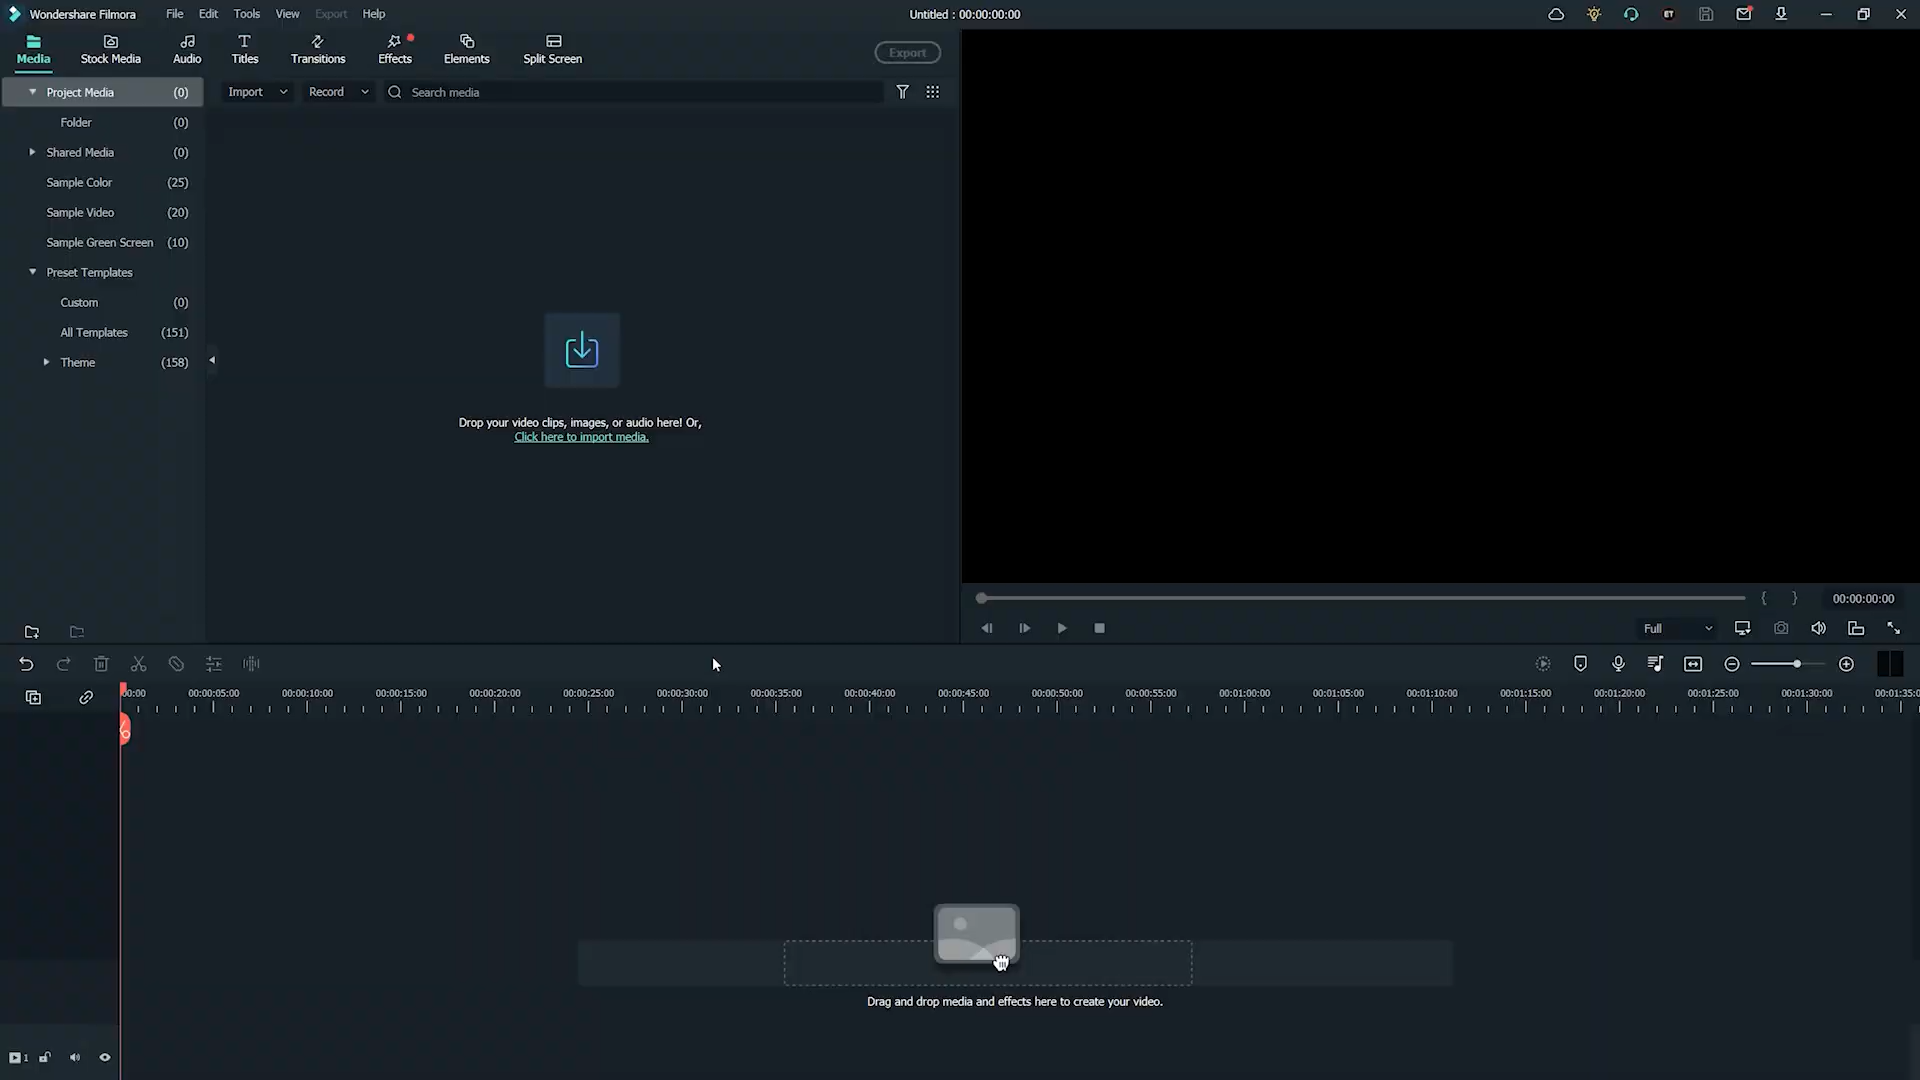 Wondershare Filmora File Edit Tools View Export Help Untitled : 00:00:00:00 ET
Media Stock Media Audio Titles Transitions Effects Elements Split Screen Export
Project Media (0)
Folder (0)
Shared Media (0)
Sample Color (25)
Sample Video (20)
Sample Green Screen (10)
Preset Templates
Custom (0)
All Templates (151)
Theme (158)
Import Record Search media
Drop your video clips, images, or audio here! Or,
Click here to import media.
{ } 00:00:00:00
Full
00:00 00:00:05:00 00:00:10:00 00:00:15:00 00:00:20:00 00:00:25:00 00:00:30:00 00:00:35:00 00:00:40:00 00:00:45:00 00:00:50:00 00:00:55:00 00:01:00:00 00:01:05:00 00:01:10:00 00:01:15:00 00:01:20:00 00:01:25:00 00:01:30:00 00:01:35:0
Drag and drop media and effects here to create your video.
1